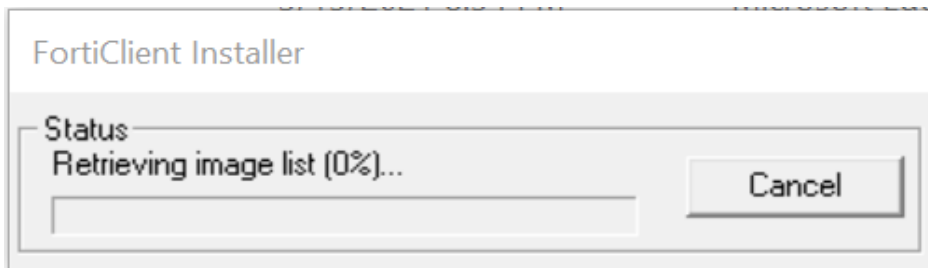 FortiClient Installer
Status
Retrieving image list (0%)...
Cancel